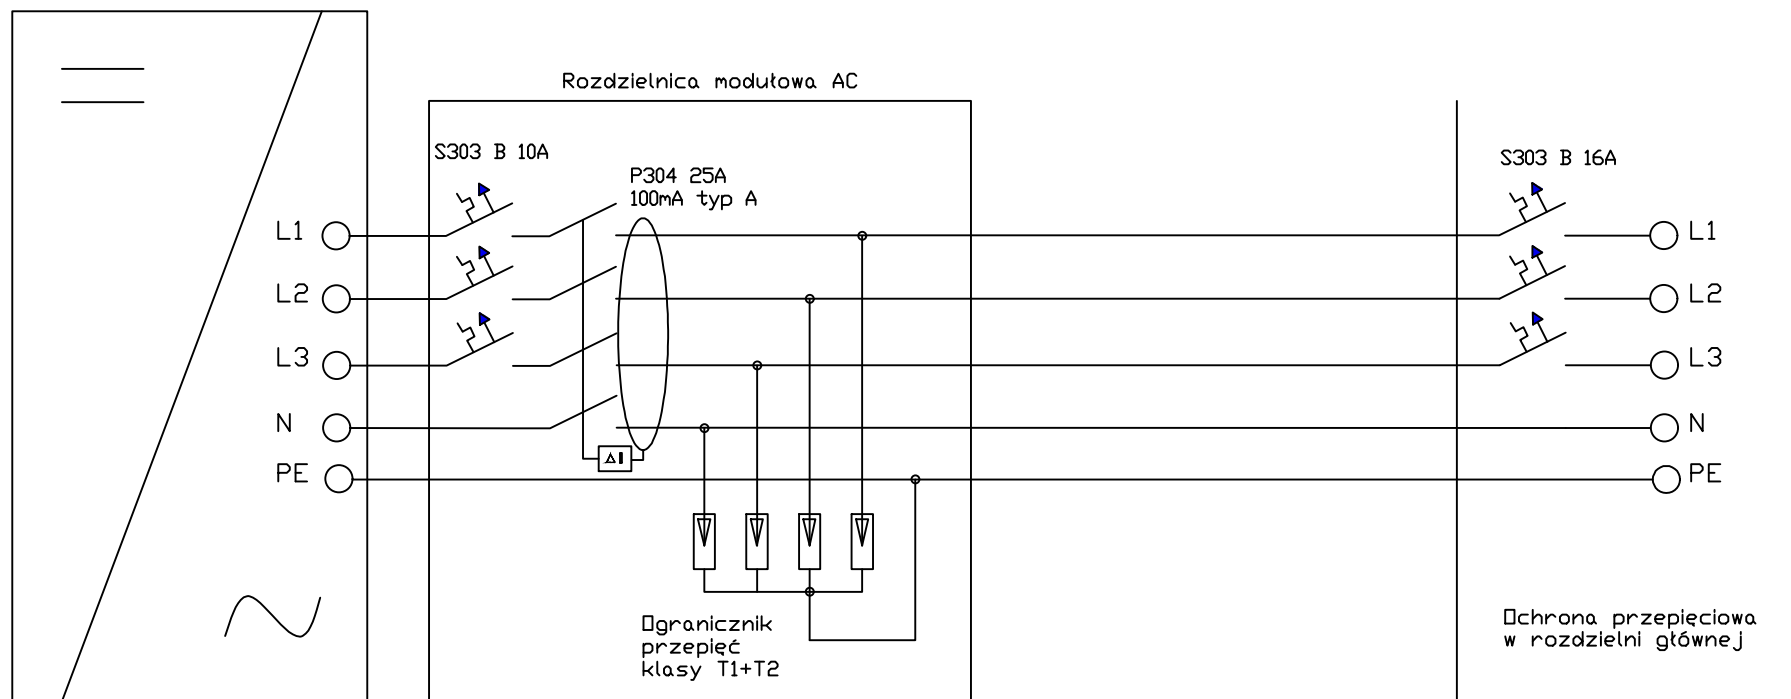 Rozdzielnica modułowa AC
S303 B 10A
P304 25A
100mA typ A
S303 B 16A
L1
L2
L3
N
PE
ΔI
L1
L2
L3
N
PE
Ogranicznik
przepięć
klasy T1+T2
Ochrona przepięciowa
w rozdzielni głównej